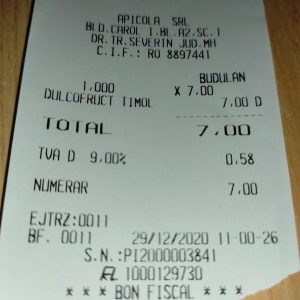 APICOLA SRL
BLD.CAROL I.BL.A2,SC.1
DR.TR.SEVERIN JUD.MH
C.I.F.: RO 8897441
BUDULAN
1,000 X 7,00
DULCOFRUCT TIMOL 7,00 D
TOTAL 7,00
TVA D 9,00% 0,58
NUMERAR 7,00
EJTRZ:0011
BF. 0011 29/12/2020 11-00-26
S.N.:PI2000003841
1000129730
* * * BON FISCAL * * *